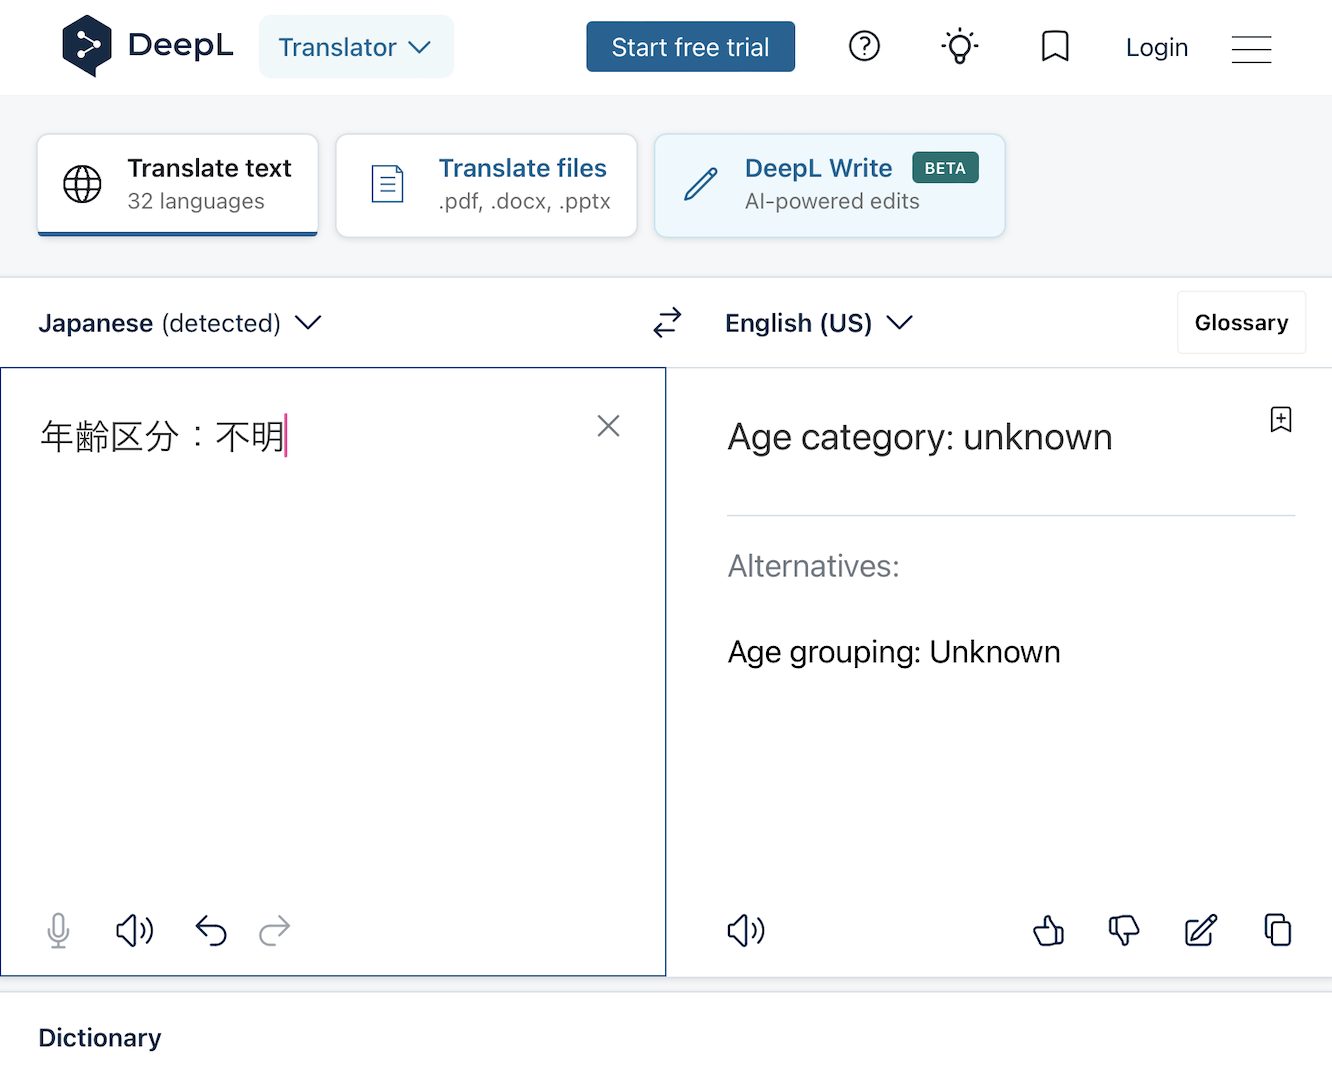 DeepL
Translator
Start free trial
Login
Translate text
32 languages
Translate files
.pdf, .docx, .pptx
DeepL Write BETA
AI-powered edits
Japanese (detected)
English (US)
Glossary
年齢区分：不明
Age category: unknown
Alternatives:
Age grouping: Unknown
Dictionary